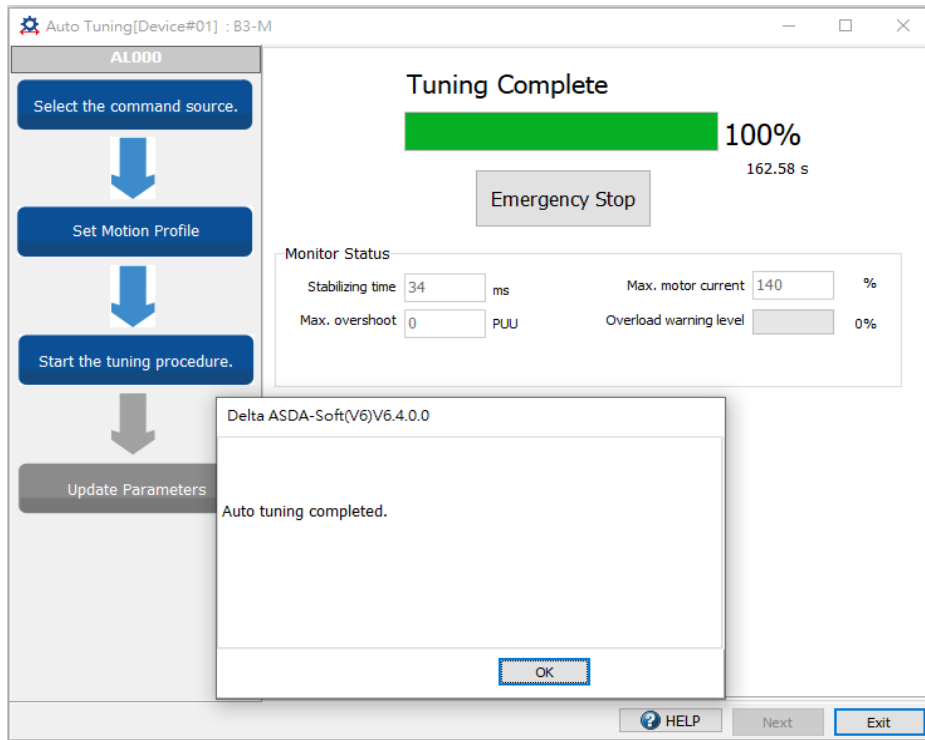 Auto Tuning[Device#01] : B3-M
AL000
Select the command source.
Set Motion Profile
Start the tuning procedure.
Update Parameters
Tuning Complete
100%
162.58 s
Emergency Stop
Monitor Status
Stabilizing time 34 ms
Max. motor current 140 %
Max. overshoot 0 PUU
Overload warning level 0%
Delta ASDA-Soft(V6)V6.4.0.0
Auto tuning completed.
OK
HELP
Next
Exit